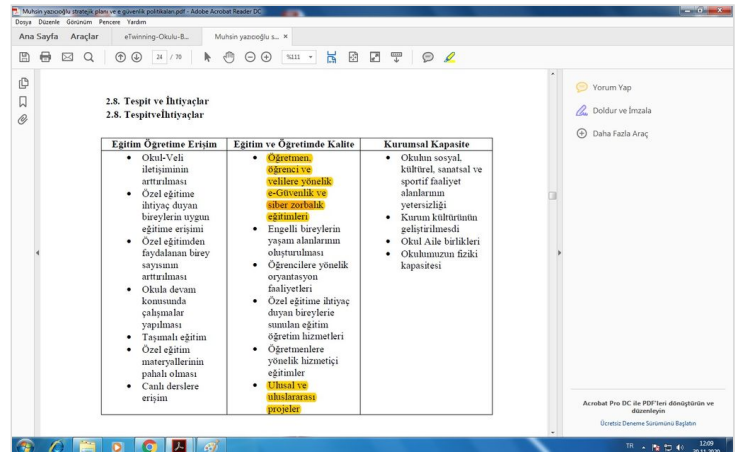 Muhsin yazıcıoğlu stratejik planı ve e güvenlik politikaları.pdf - Adobe Acrobat Reader DC
Dosya Düzenle Görünüm Pencere Yardım
Ana Sayfa Araçlar eTwinning-Okulu-B... Muhsin yazıcıoğlu s... ×
24 / 70 %111
2.8. Tespit ve İhtiyaçlar
2.8. TespitveİhtiyaçIar
Eğitim Öğretime Erişim
• Okul-Veli
iletişiminin
arttırılması
• Özel eğitime
ihtiyaç duyan
bireylerin uygun
eğitime erişimi
• Özel eğitimden
faydalanan birey
sayısının
arttırılması
• Okula devam
konusunda
çalışmalar
yapılması
• Taşımalı eğitim
• Özel eğitim
materyallerinin
pahalı olması
• Canlı derslere
erişim
Eğitim ve Öğretimde Kalite
• Öğretmen,
öğrenci ve
velilere yönelik
e-Güvenlik ve
siber zorbalık
eğitimleri
• Engelli bireylerin
yaşam alanlarının
oluşturulması
• Öğrencilere yönelik
oryantasyon
faaliyetleri
• Özel eğitime ihtiyaç
duyan bireylerle
sunulan eğitim
öğretim hizmetleri
• Öğretmenlere
yönelik hizmetiçi
eğitimler
• Ulusal ve
uluslararası
projeler
Kurumsal Kapasite
• Okulun sosyal,
kültürel, sanatsal ve
sportif faaliyet
alanlarının
yetersizliği
• Kurum kültürünün
geliştirilmesdi
• Okul Aile birlikleri
• Okulumuzun fiziki
kapasitesi
Yorum Yap
Doldur ve İmzala
Daha Fazla Araç
Acrobat Pro DC ile PDF'leri dönüştürün ve
düzenleyin
Ücretsiz Deneme Sürümünü Başlatın
TR 12:09
20.11.2020